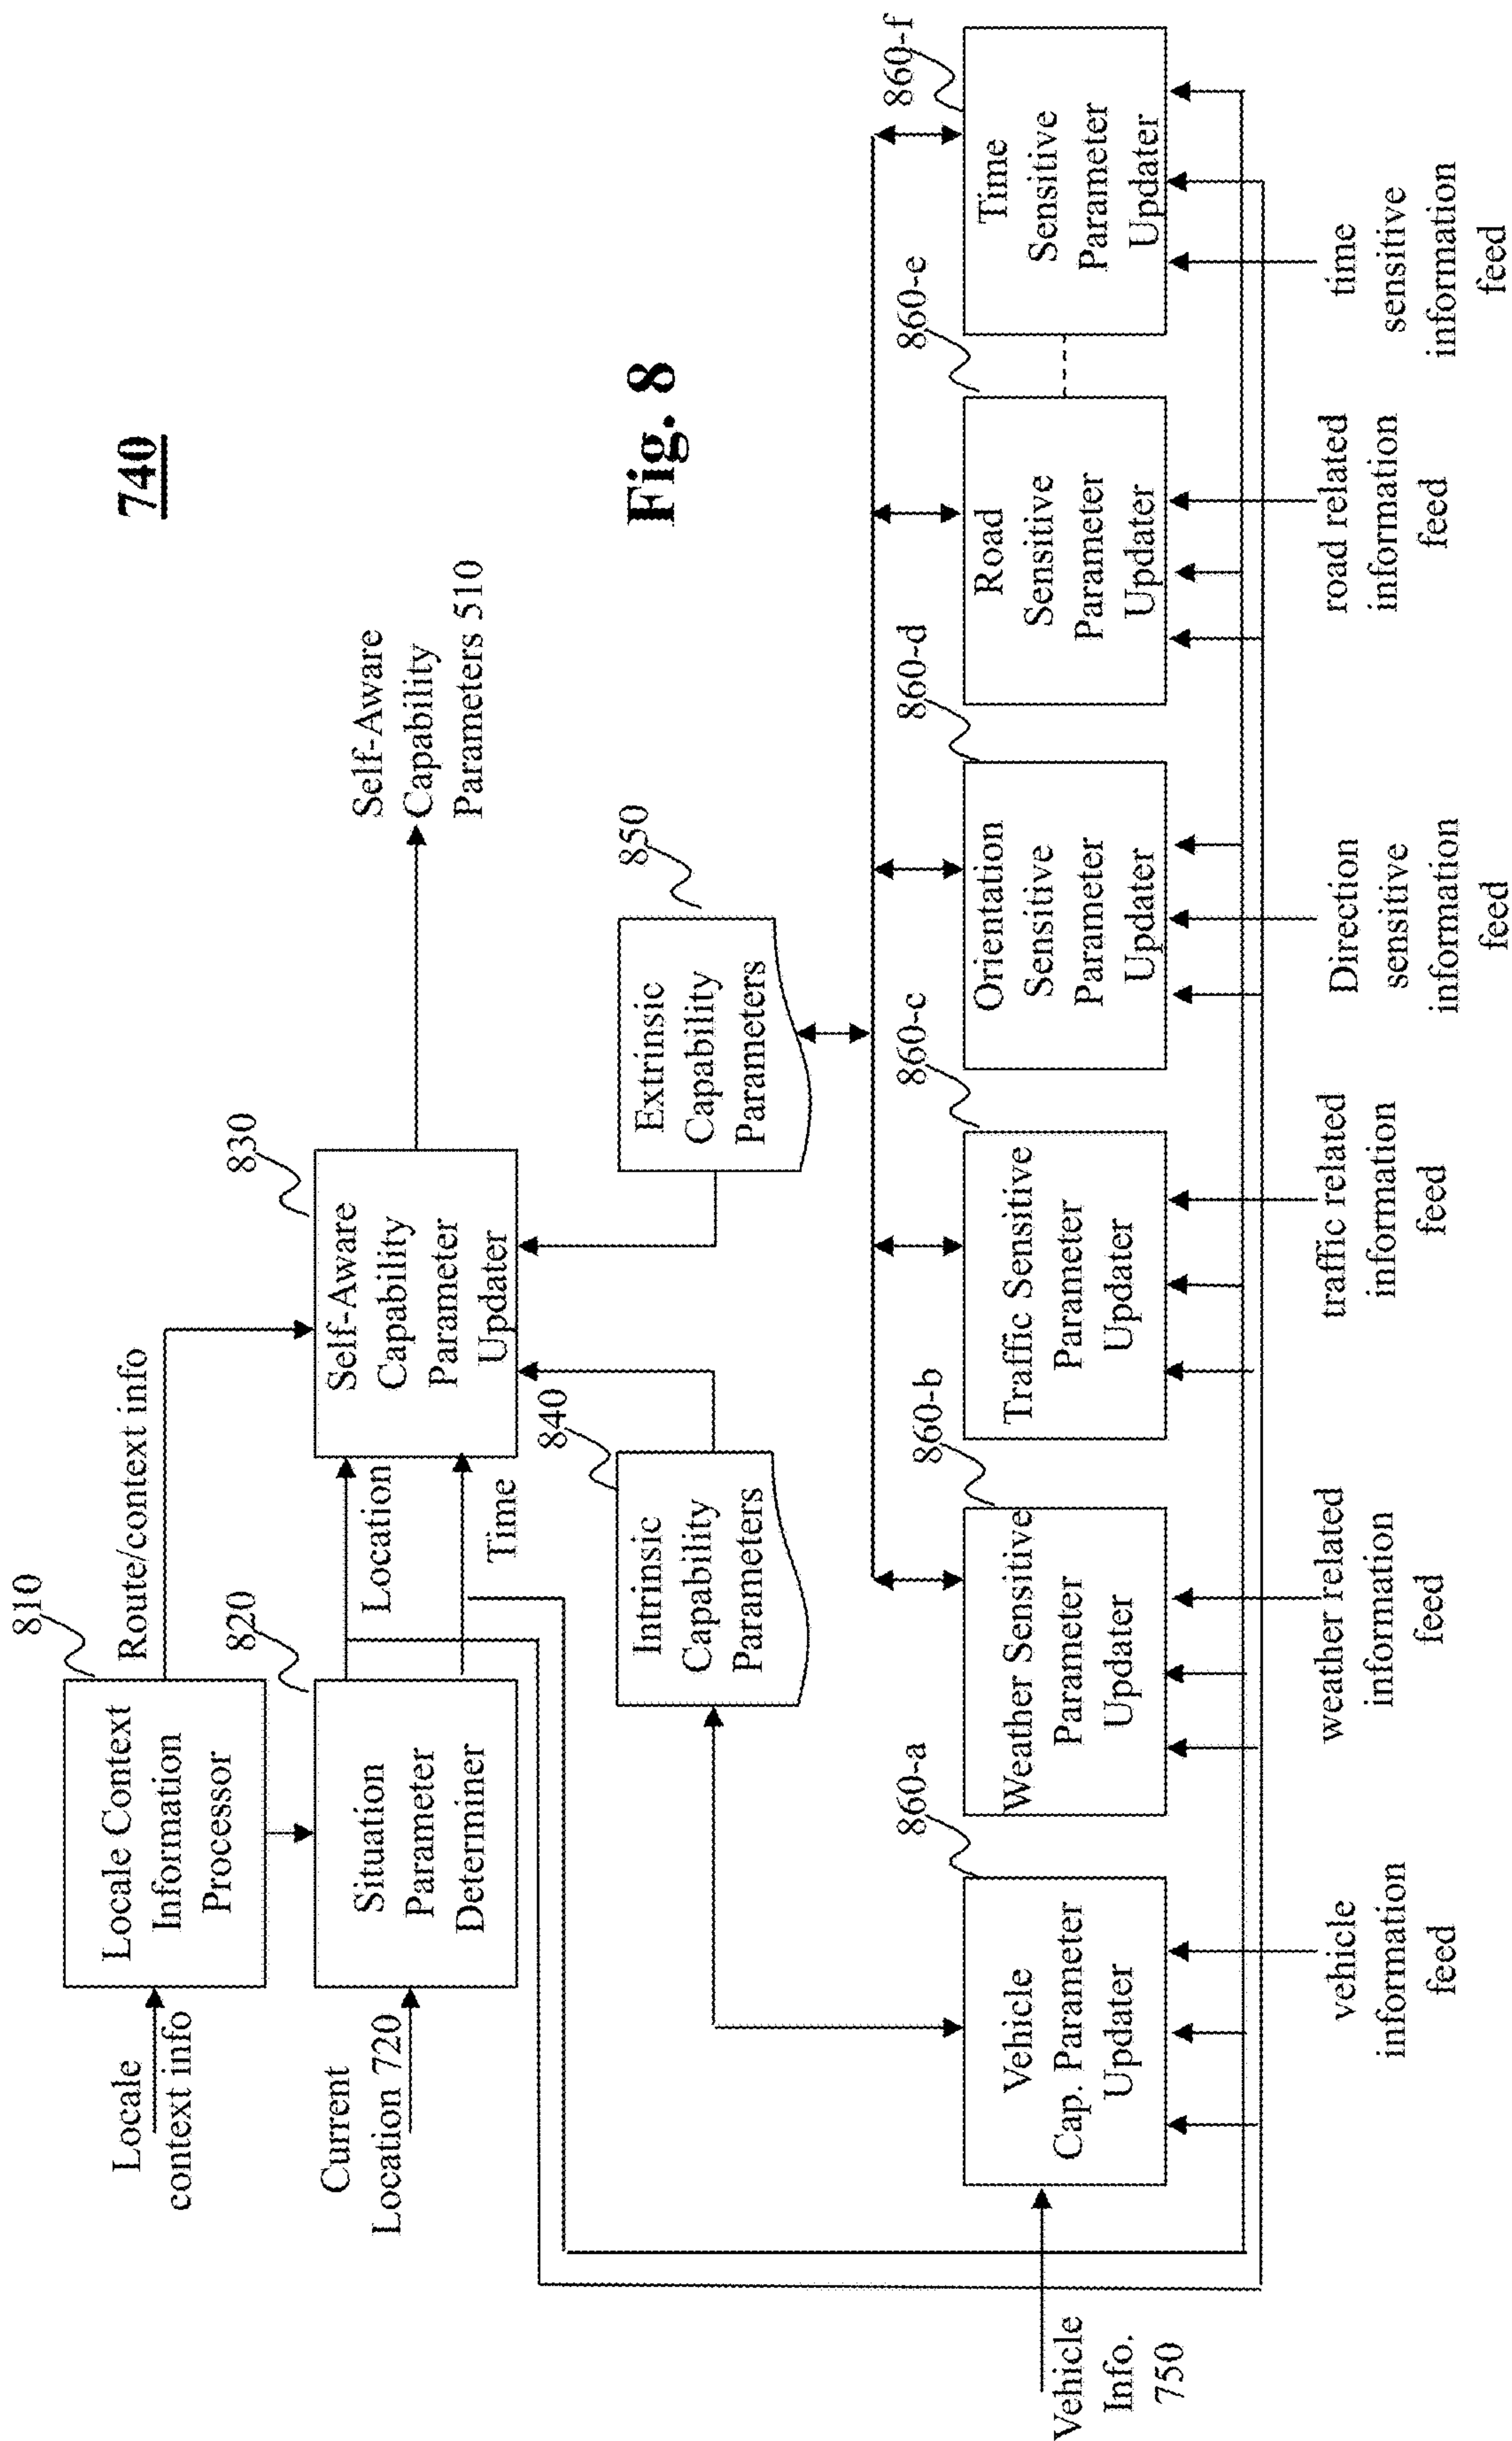 740
810
Locale
context info
Locale Context
Information
Processor
Route/context info
820
Current
Location 720
Situation
Parameter
Determiner
Location
Time
830
Self-Aware
Capability
Parameter
Updater
Self-Aware
Capability
Parameters 510
840
Intrinsic
Capability
Parameters
850
Extrinsic
Capability
Parameters
Fig. 8
Vehicle
Info.
750
860-a
Vehicle
Cap. Parameter
Updater
860-b
Weather Sensitive
Parameter
Updater
860-c
Traffic Sensitive
Parameter
Updater
860-d
Orientation
Sensitive
Parameter
Updater
860-e
Road
Sensitive
Parameter
Updater
860-f
Time
Sensitive
Parameter
Updater
vehicle
information
feed
weather related
information
feed
traffic related
information
feed
Direction
sensitive
information
feed
road related
information
feed
time
sensitive
information
feed